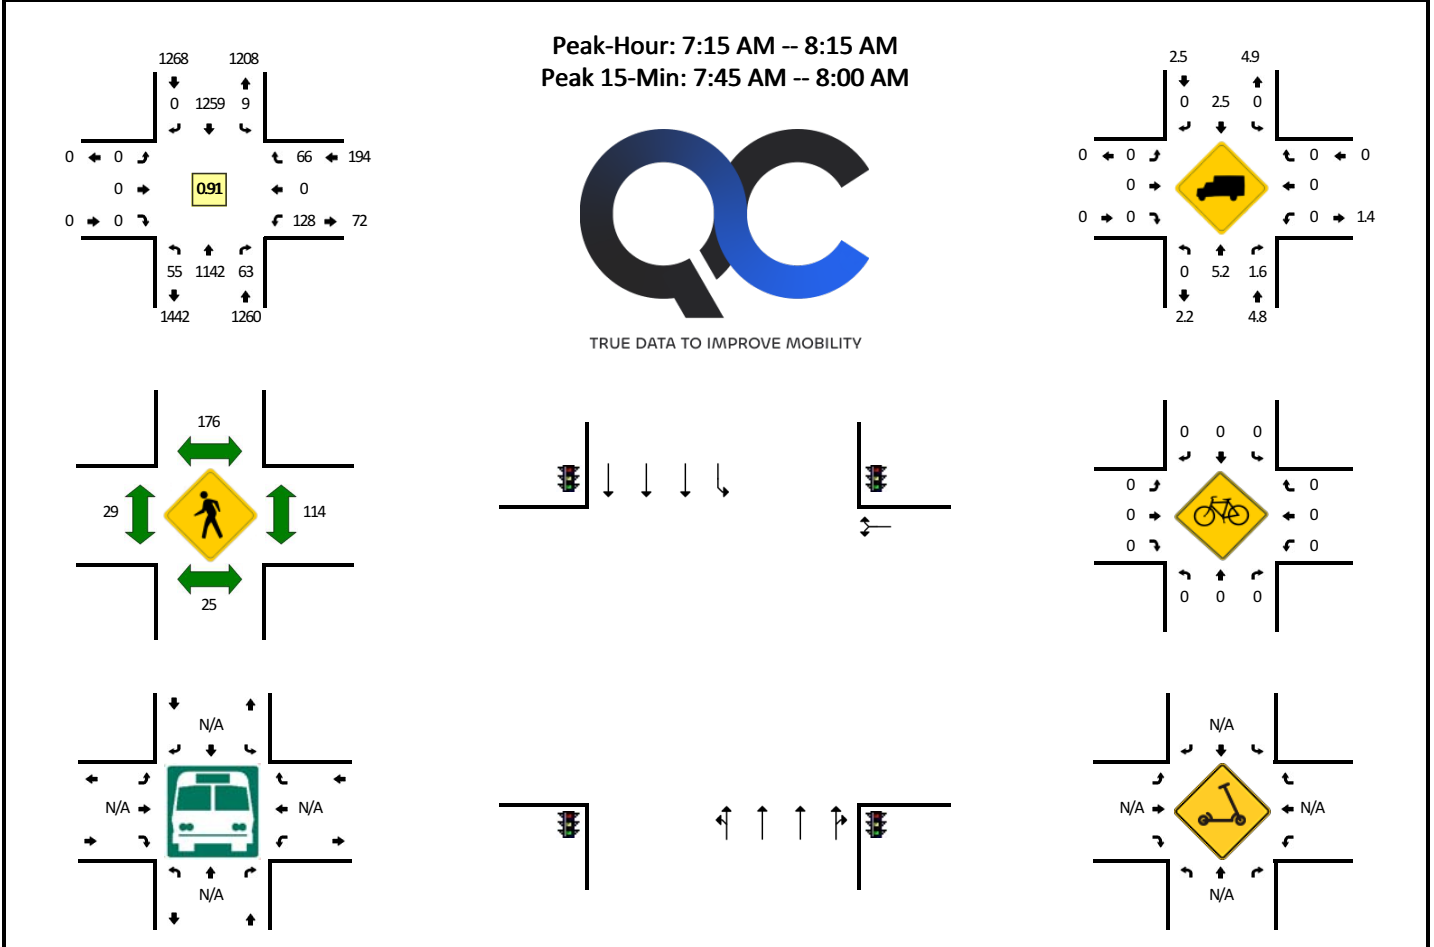 Peak-Hour: 7:15 AM -- 8:15 AM
Peak 15-Min: 7:45 AM -- 8:00 AM
1268 1208
0 1259 9
0 0 66 194
0 0.91 0
0 0 128 72
55 1142 63
1442 1260
QC
TRUE DATA TO IMPROVE MOBILITY
2.5 4.9
0 2.5 0
0 0 0 0
0 0
0 0 0 1.4
0 5.2 1.6
2.2 4.8
176
29 114
25
0 0 0
0 0
0 0
0 0
0 0 0
N/A
N/A N/A
N/A
N/A
N/A N/A
N/A